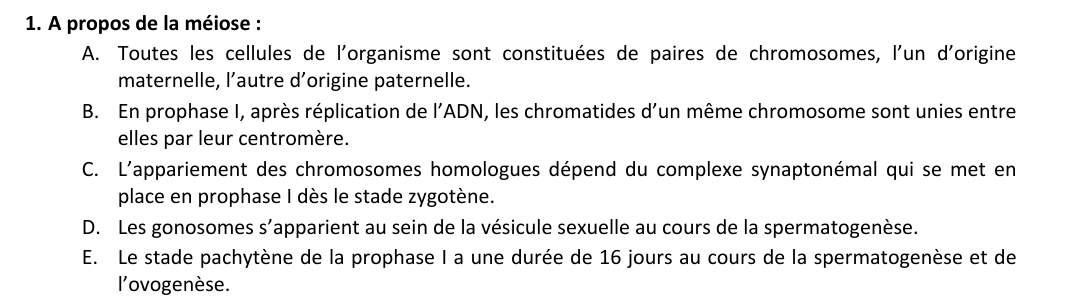 1. A propos de la méiose :
A. Toutes les cellules de l’organisme sont constituées de paires de chromosomes, l’un d’origine
maternelle, l’autre d’origine paternelle.
B. En prophase I, après réplication de l’ADN, les chromatides d’un même chromosome sont unies entre
elles par leur centromère.
C. L’appariement des chromosomes homologues dépend du complexe synaptonémal qui se met en
place en prophase I dès le stade zygotène.
D. Les gonosomes s’apparient au sein de la vésicule sexuelle au cours de la spermatogenèse.
E. Le stade pachytène de la prophase I a une durée de 16 jours au cours de la spermatogenèse et de
l’ovogenèse.